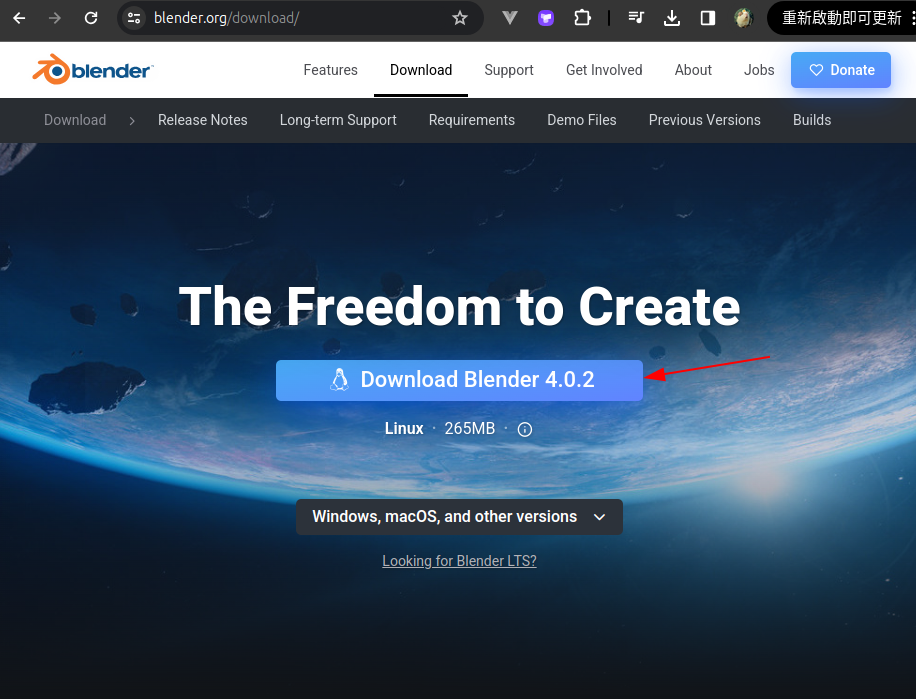 blender.org/download/
重新啟動即可更新
blender™
Features
Download
Support
Get Involved
About
Jobs
Donate
Download
Release Notes
Long-term Support
Requirements
Demo Files
Previous Versions
Builds
The Freedom to Create
Download Blender 4.0.2
Linux · 265MB ·
Windows, macOS, and other versions
Looking for Blender LTS?